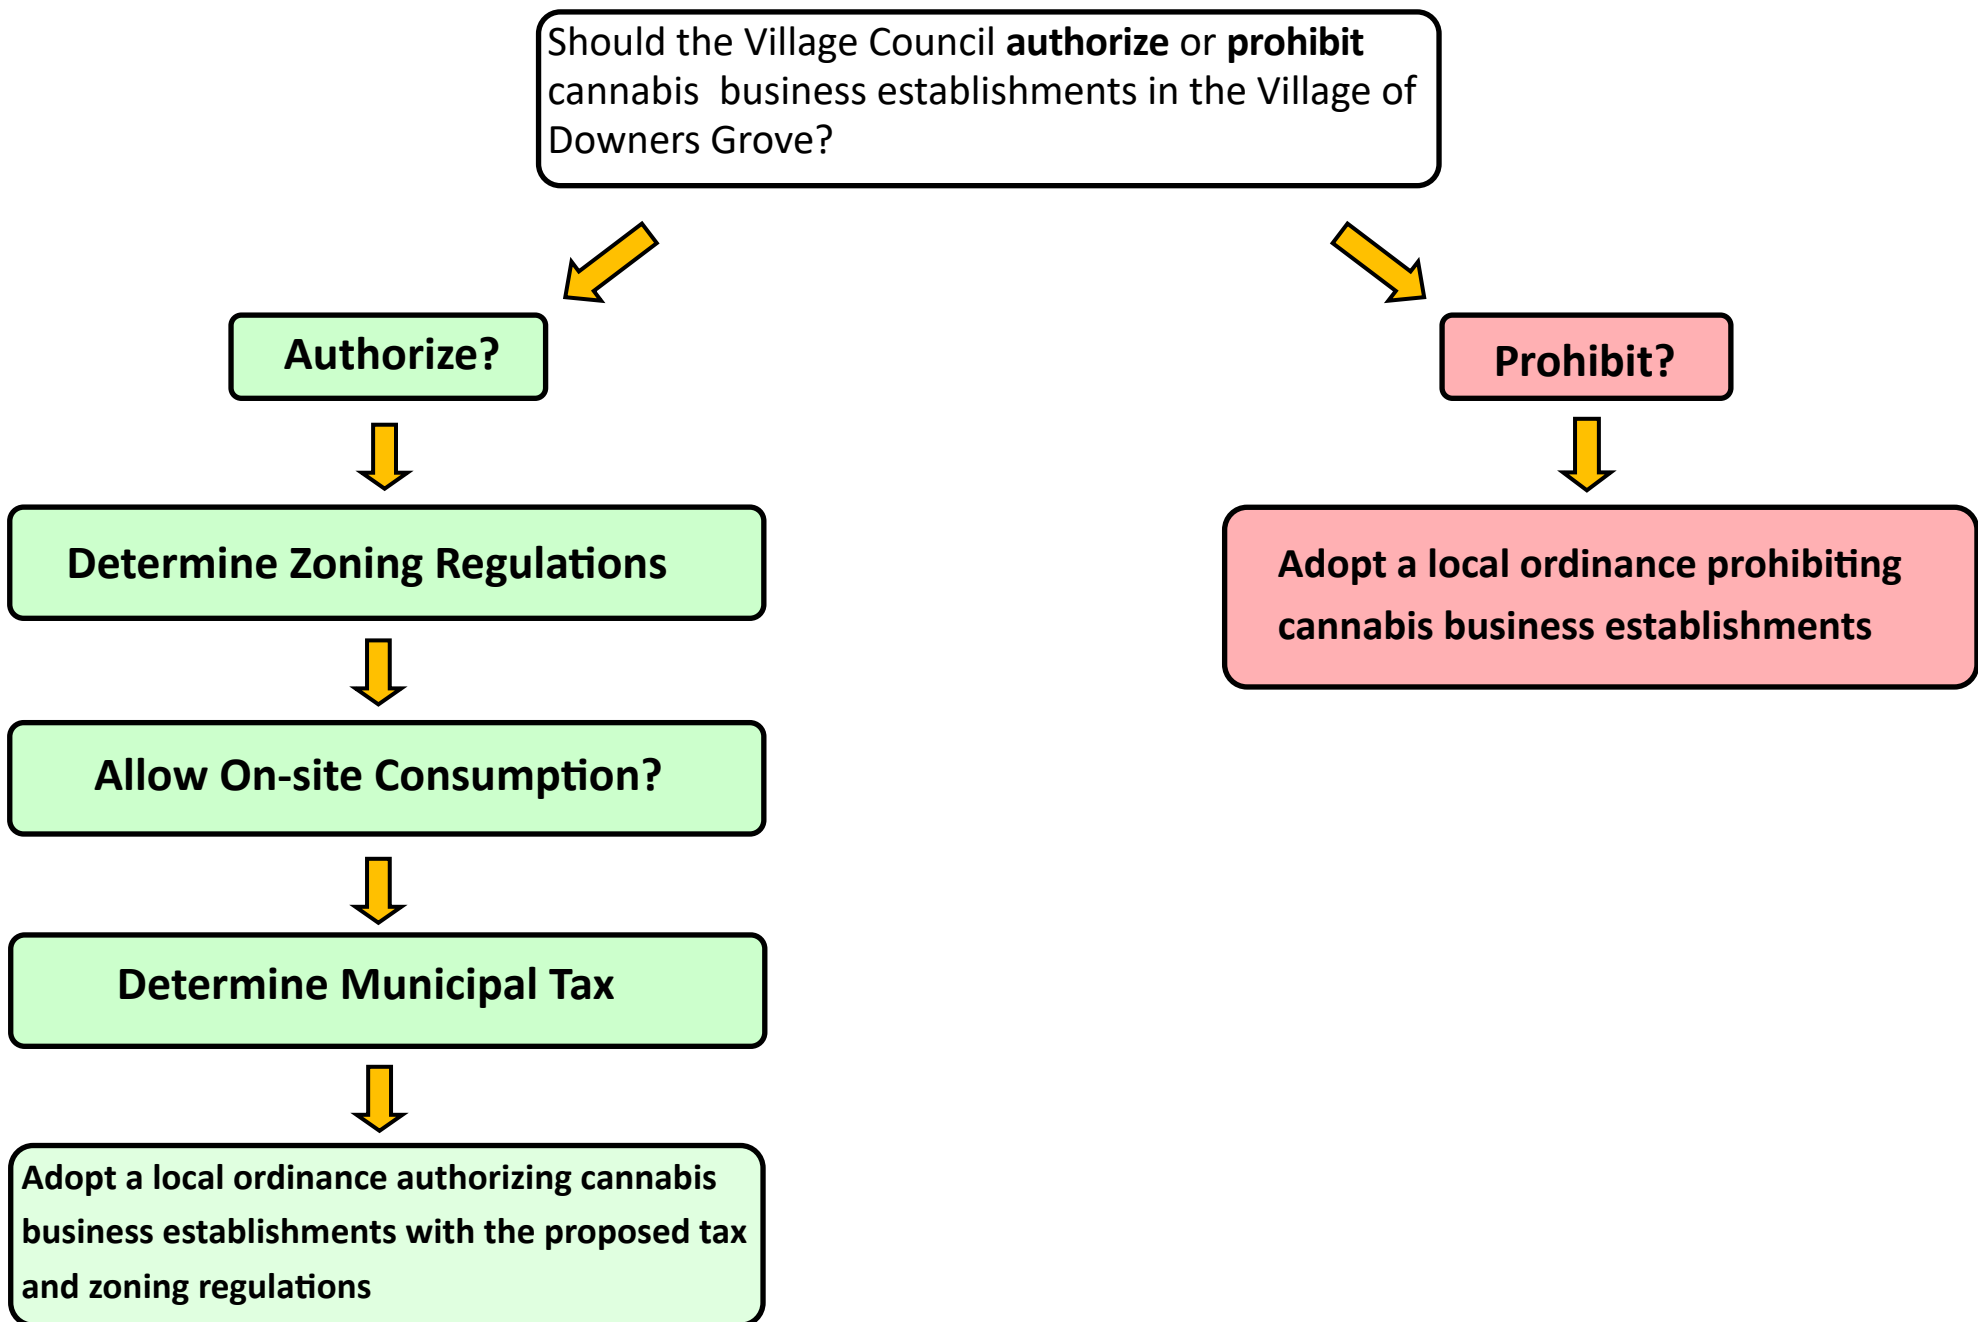 Should the Village Council authorize or prohibit
cannabis business establishments in the Village of
Downers Grove?
Authorize?
Prohibit?
Determine Zoning Regulations
Adopt a local ordinance prohibiting
cannabis business establishments
Allow On-site Consumption?
Determine Municipal Tax
Adopt a local ordinance authorizing cannabis
business establishments with the proposed tax
and zoning regulations